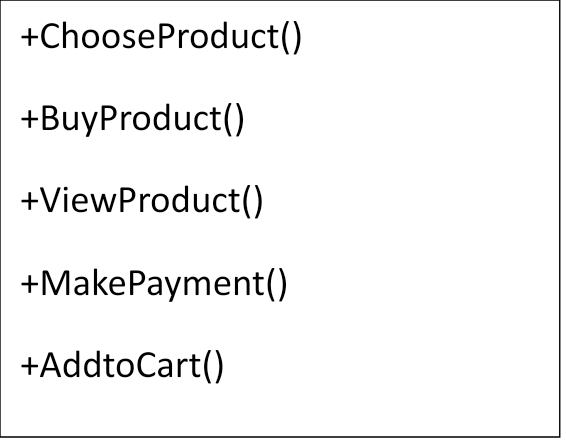 +ChooseProduct()
+BuyProduct()
+ViewProduct()
+MakePayment()
+AddtoCart()